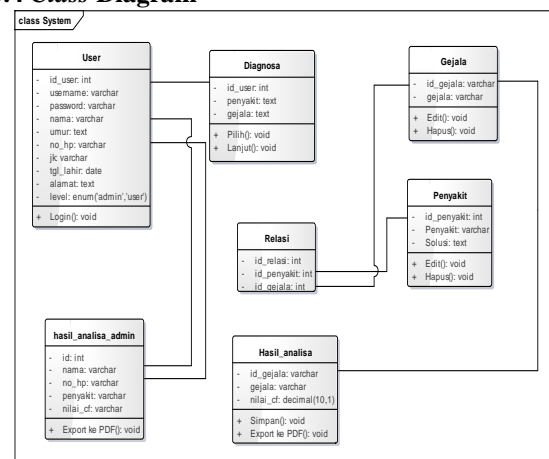 .4 Class Diagram
class System
User
- id_user: int
- username: varchar
- password: varchar
- nama: varchar
- umur: text
- no_hp: varchar
- jk: varchar
- tgl_lahir: date
- alamat: text
- level: enum('admin','user')
+ Login(): void
Diagnosa
- id_user: int
- penyakit: text
- gejala: text
+ Pilih(): void
+ Lanjut(): void
Gejala
- id_gejala: varchar
- gejala: varchar
+ Edit(): void
+ Hapus(): void
Penyakit
- id_penyakit: int
- Penyakit: varchar
- Solusi: text
+ Edit(): void
+ Hapus(): void
Relasi
- id_relasi: int
- id_penyakit: int
- id_gejala: int
hasil_analisa_admin
- id: int
- nama: varchar
- no_hp: varchar
- penyakit: varchar
- nilai_cf: varchar
+ Export ke PDF(): void
Hasil_analisa
- id_gejala: varchar
- gejala: varchar
- nilai_cf: decimal(10,1)
+ Simpan(): void
+ Export ke PDF(): void